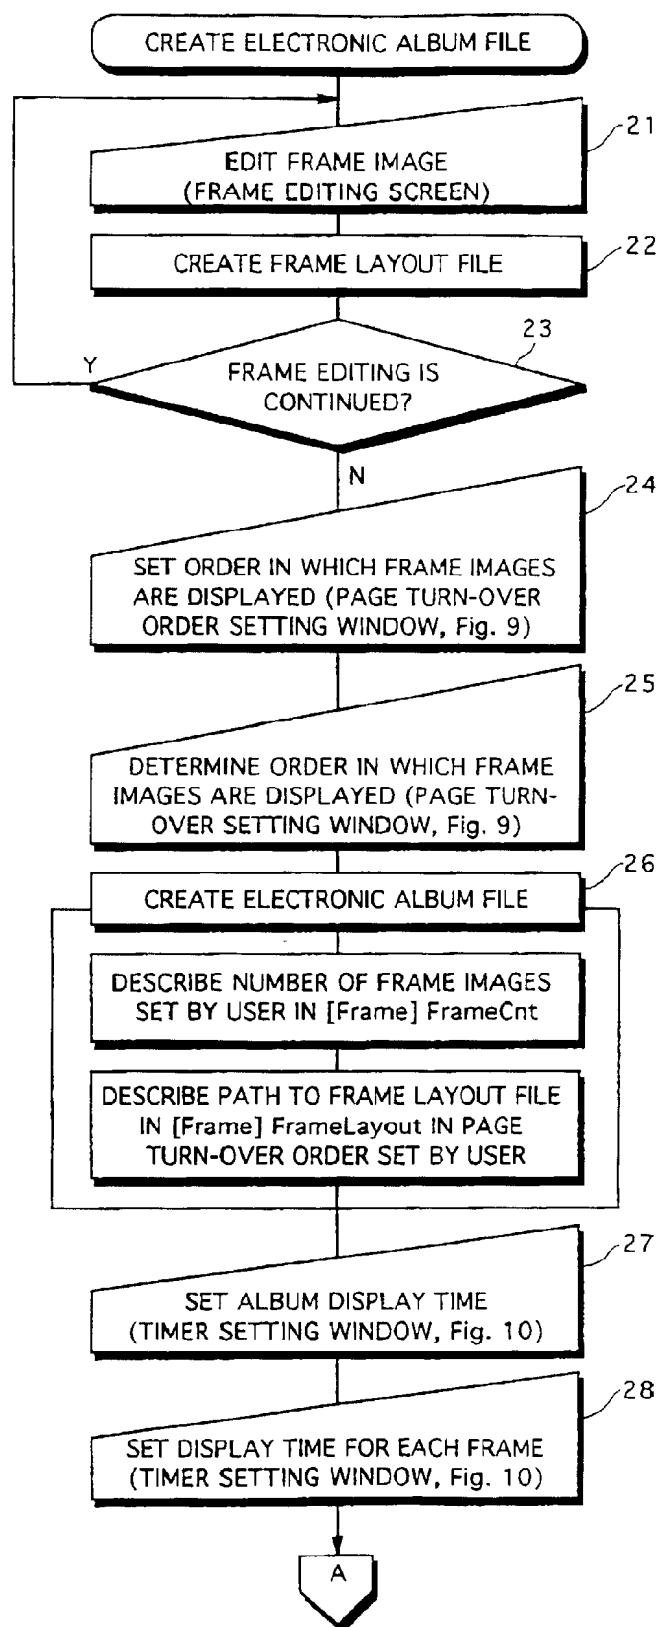 CREATE ELECTRONIC ALBUM FILE
21
EDIT FRAME IMAGE
(FRAME EDITING SCREEN)
22
CREATE FRAME LAYOUT FILE
23
Y
FRAME EDITING IS
CONTINUED?
N
24
SET ORDER IN WHICH FRAME IMAGES
ARE DISPLAYED (PAGE TURN-OVER
ORDER SETTING WINDOW, Fig. 9)
25
DETERMINE ORDER IN WHICH FRAME
IMAGES ARE DISPLAYED (PAGE TURN-
OVER SETTING WINDOW, Fig. 9)
26
CREATE ELECTRONIC ALBUM FILE
DESCRIBE NUMBER OF FRAME IMAGES
SET BY USER IN [Frame] FrameCnt
DESCRIBE PATH TO FRAME LAYOUT FILE
IN [Frame] FrameLayout IN PAGE
TURN-OVER ORDER SET BY USER
27
SET ALBUM DISPLAY TIME
(TIMER SETTING WINDOW, Fig. 10)
28
SET DISPLAY TIME FOR EACH FRAME
(TIMER SETTING WINDOW, Fig. 10)
A